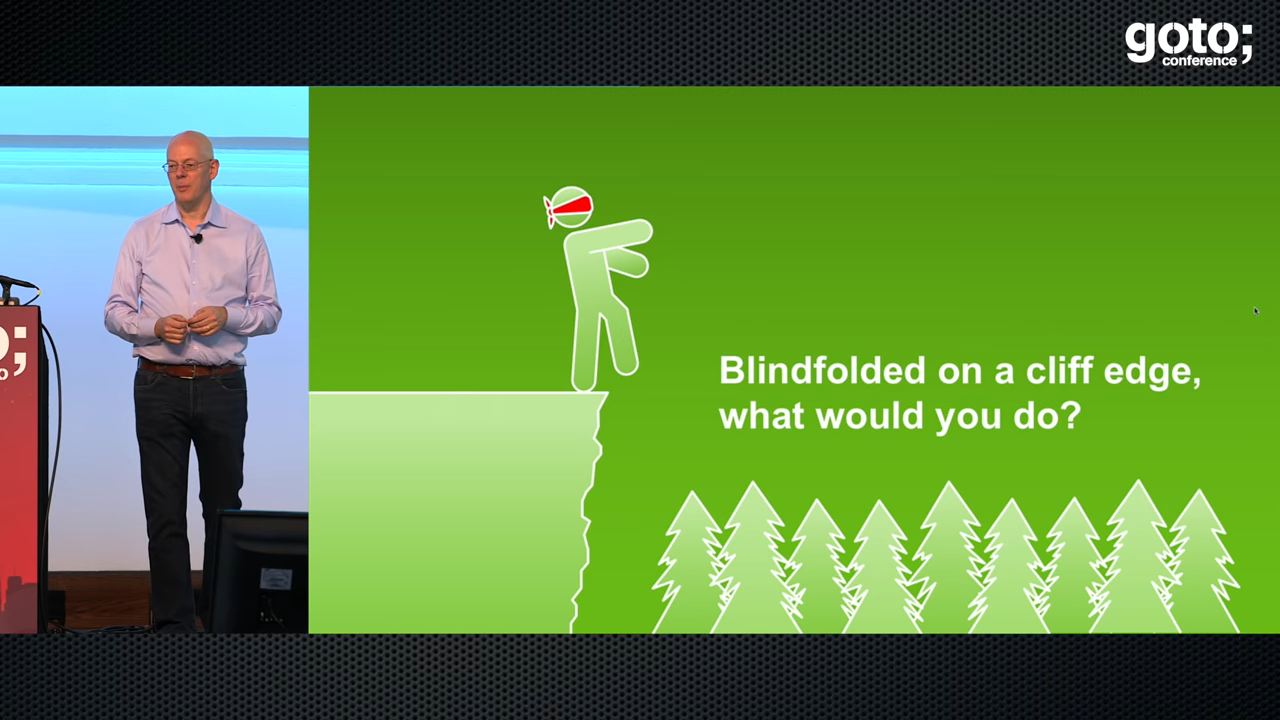 goto;
conference
Blindfolded on a cliff edge,
what would you do?